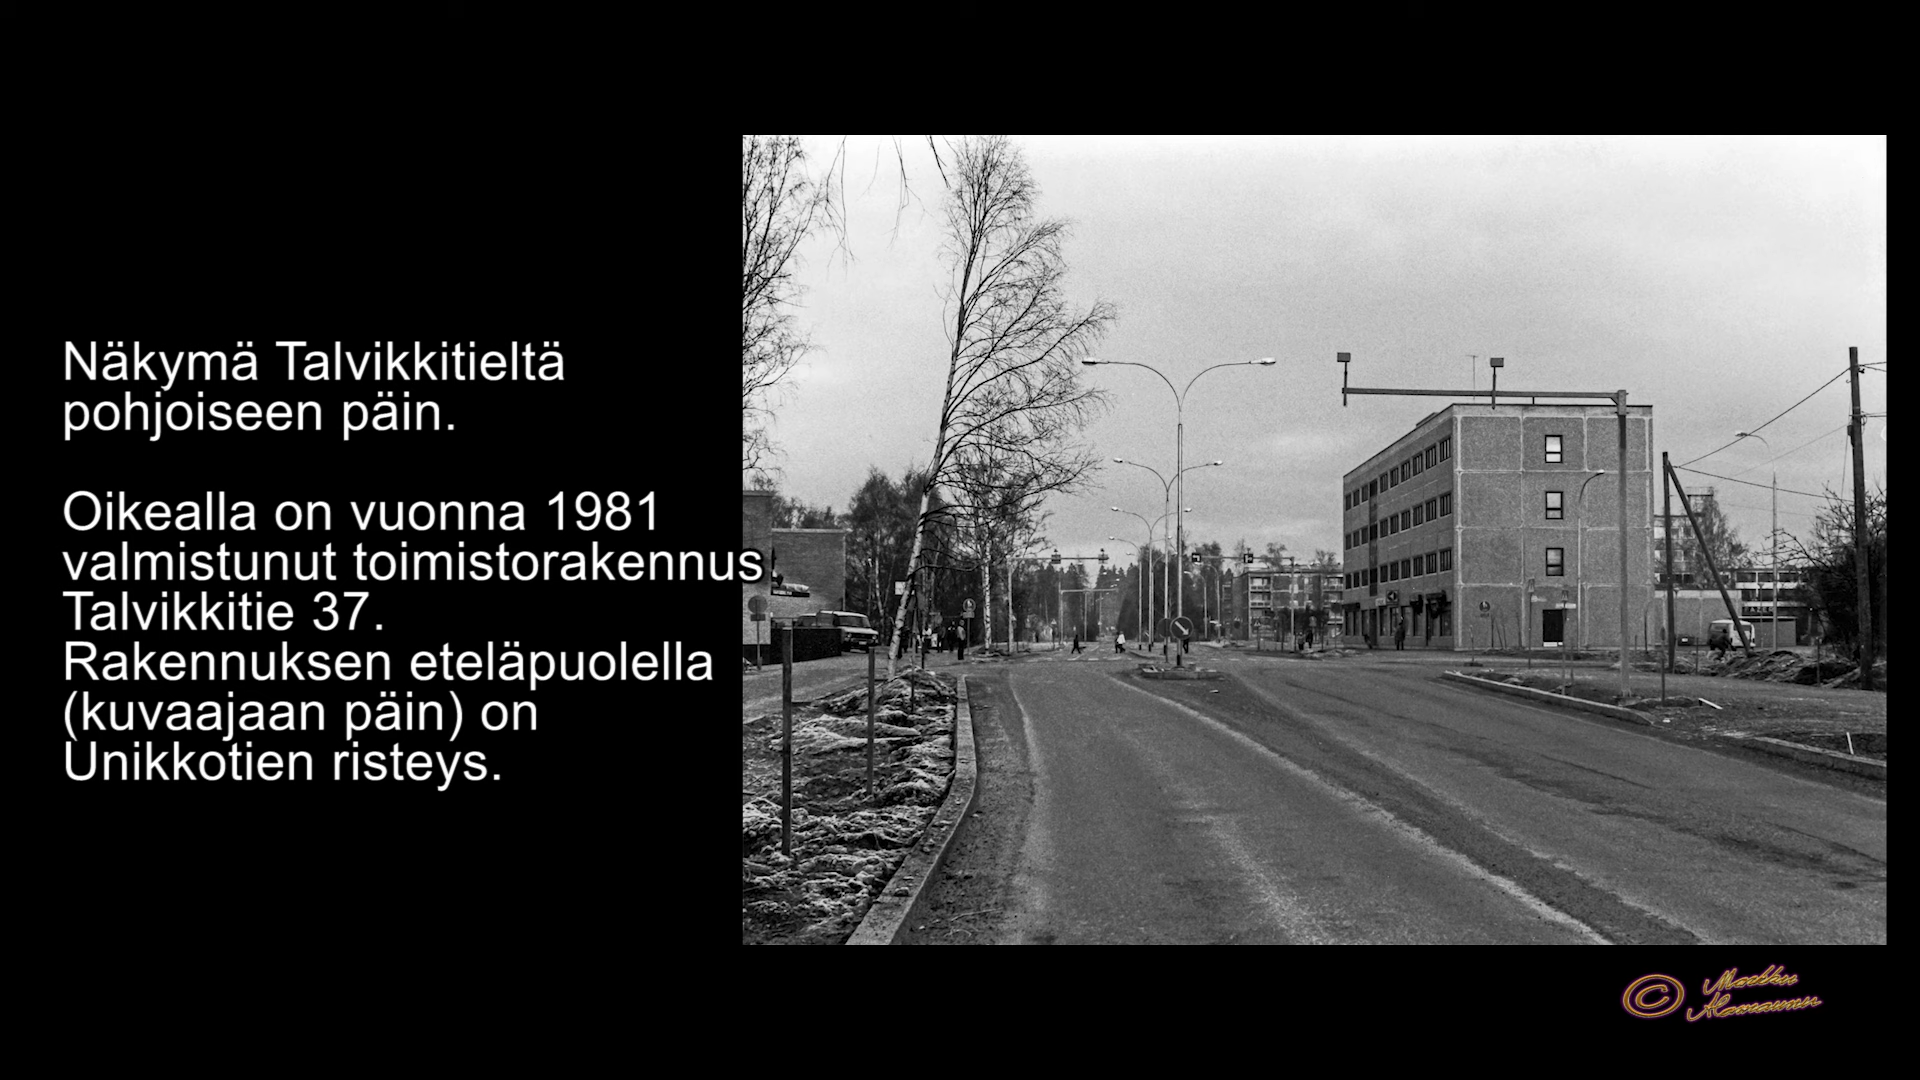 Näkymä Talvikkitieltä
pohjoiseen päin.
Oikealla on vuonna 1981
valmistunut toimistorakennus
Talvikkitie 37.
Rakennuksen eteläpuolella
(kuvaajaan päin) on
Unikkotien risteys.
© Markku